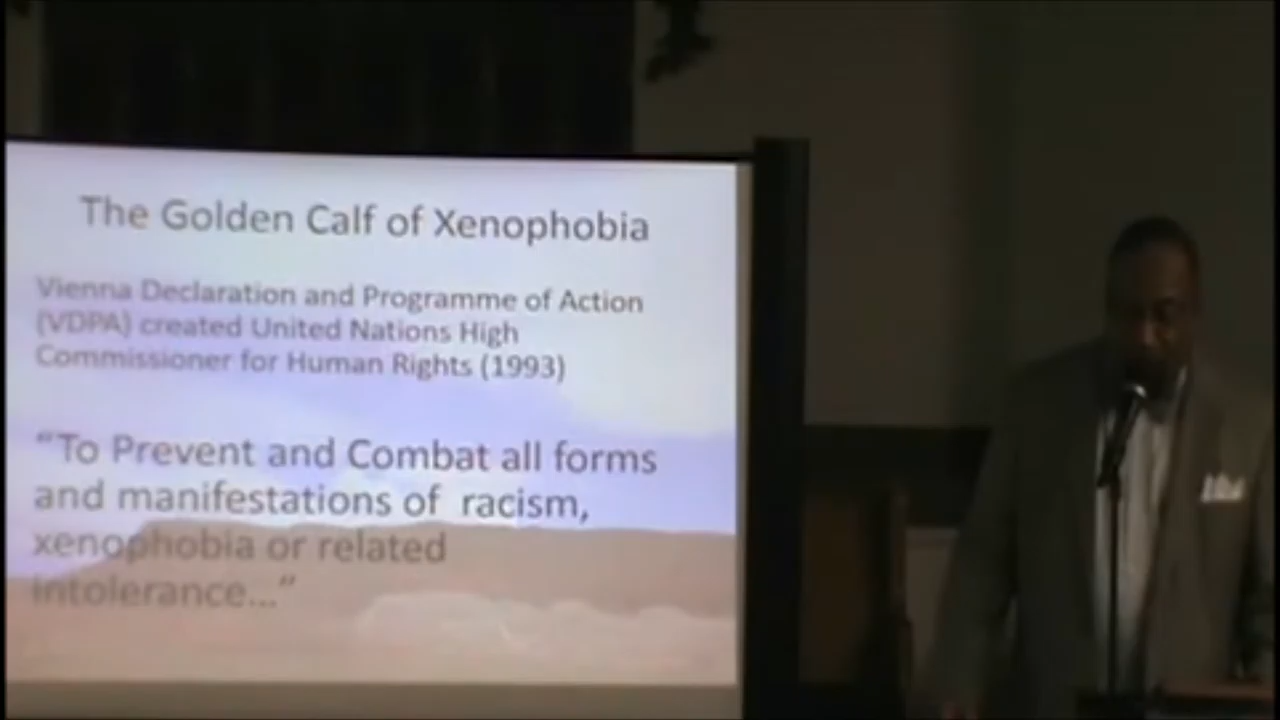 The Golden Calf of Xenophobia
Vienna Declaration and Programme of Action
(VDPA) created United Nations High
Commissioner for Human Rights (1993)
“To Prevent and Combat all forms
and manifestations of racism,
xenophobia or related
intolerance...”